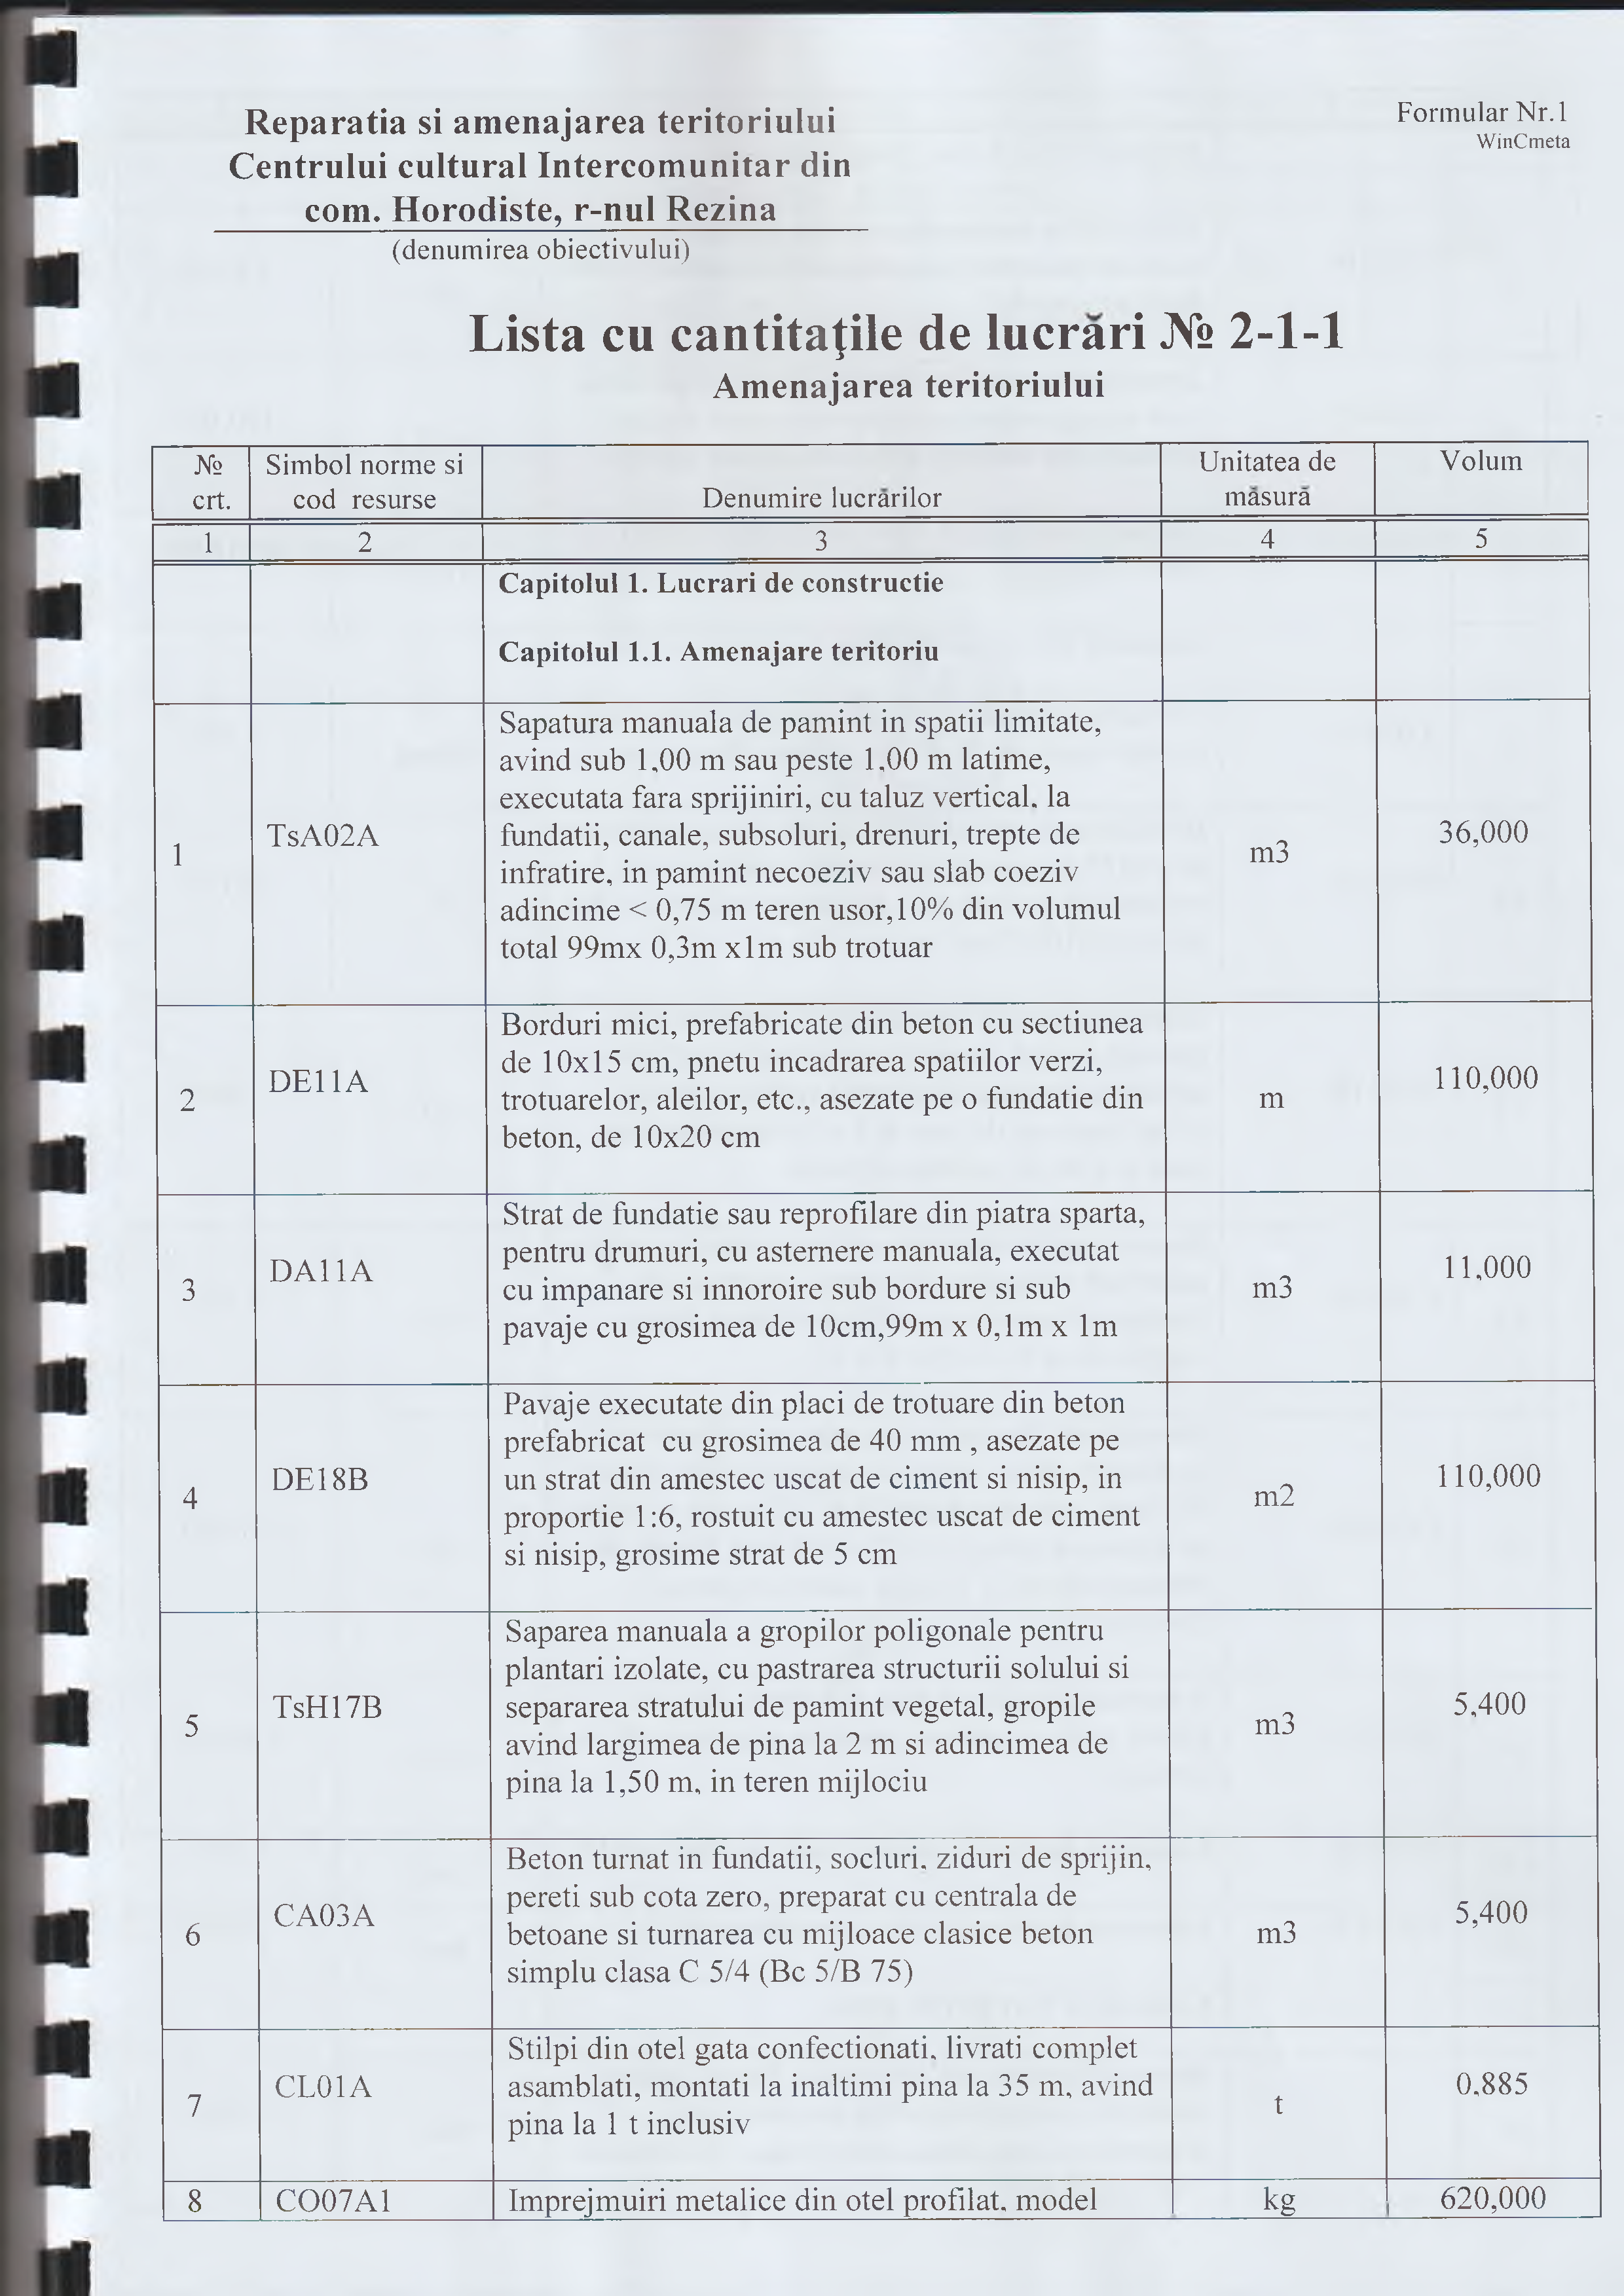 Formular Nr.1
WinCmeta
Reparatia si amenajarea teritoriului
Centrului cultural Intercomunitar din
com. Horodiste, r-nul Rezina
(denumirea obiectivului)
Lista cu cantitaţile de lucrări № 2-1-1
Amenajarea teritoriului
№ crt.
Simbol norme si cod resurse
Denumire lucrărilor
Unitatea de măsură
Volum
1 2 3 4 5
Capitolul 1. Lucrari de constructie
Capitolul 1.1. Amenajare teritoriu
1
TsA02A
Sapatura manuala de pamint in spatii limitate,
avind sub 1,00 m sau peste 1,00 m latime,
executata fara sprijiniri, cu taluz vertical, la
fundatii, canale, subsoluri, drenuri, trepte de
infratire, in pamint necoeziv sau slab coeziv
adincime < 0,75 m teren usor,10% din volumul
total 99mx 0,3m x1m sub trotuar
m3
36,000
2
DE11A
Borduri mici, prefabricate din beton cu sectiunea
de 10x15 cm, pnetu incadrarea spatiilor verzi,
trotuarelor, aleilor, etc., asezate pe o fundatie din
beton, de 10x20 cm
m
110,000
3
DA11A
Strat de fundatie sau reprofilare din piatra sparta,
pentru drumuri, cu asternere manuala, executat
cu impanare si innoroire sub bordure si sub
pavaje cu grosimea de 10cm,99m x 0,1m x 1m
m3
11,000
4
DE18B
Pavaje executate din placi de trotuare din beton
prefabricat cu grosimea de 40 mm , asezate pe
un strat din amestec uscat de ciment si nisip, in
proportie 1:6, rostuit cu amestec uscat de ciment
si nisip, grosime strat de 5 cm
m2
110,000
5
TsH17B
Saparea manuala a gropilor poligonale pentru
plantari izolate, cu pastrarea structurii solului si
separarea stratului de pamint vegetal, gropile
avind largimea de pina la 2 m si adincimea de
pina la 1,50 m, in teren mijlociu
m3
5,400
6
CA03A
Beton turnat in fundatii, socluri, ziduri de sprijin,
pereti sub cota zero, preparat cu centrala de
betoane si turnarea cu mijloace clasice beton
simplu clasa C 5/4 (Bc 5/B 75)
m3
5,400
7
CL01A
Stilpi din otel gata confectionati, livrati complet
asamblati, montati la inaltimi pina la 35 m, avind
pina la 1 t inclusiv
t
0,885
8
CO07A1
Imprejmuiri metalice din otel profilat, model
kg
620,000